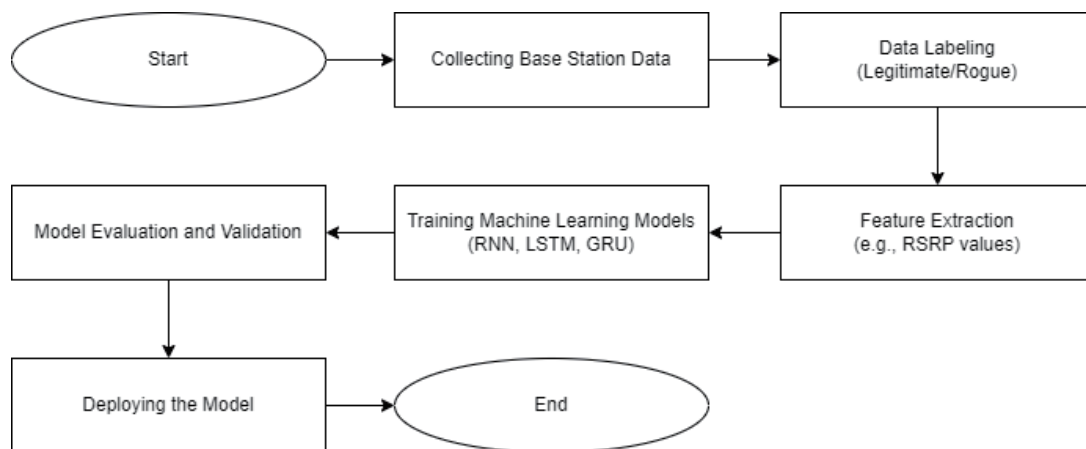 Start
Collecting Base Station Data
Data Labeling
(Legitimate/Rogue)
Feature Extraction
(e.g., RSRP values)
Training Machine Learning Models
(RNN, LSTM, GRU)
Model Evaluation and Validation
Deploying the Model
End